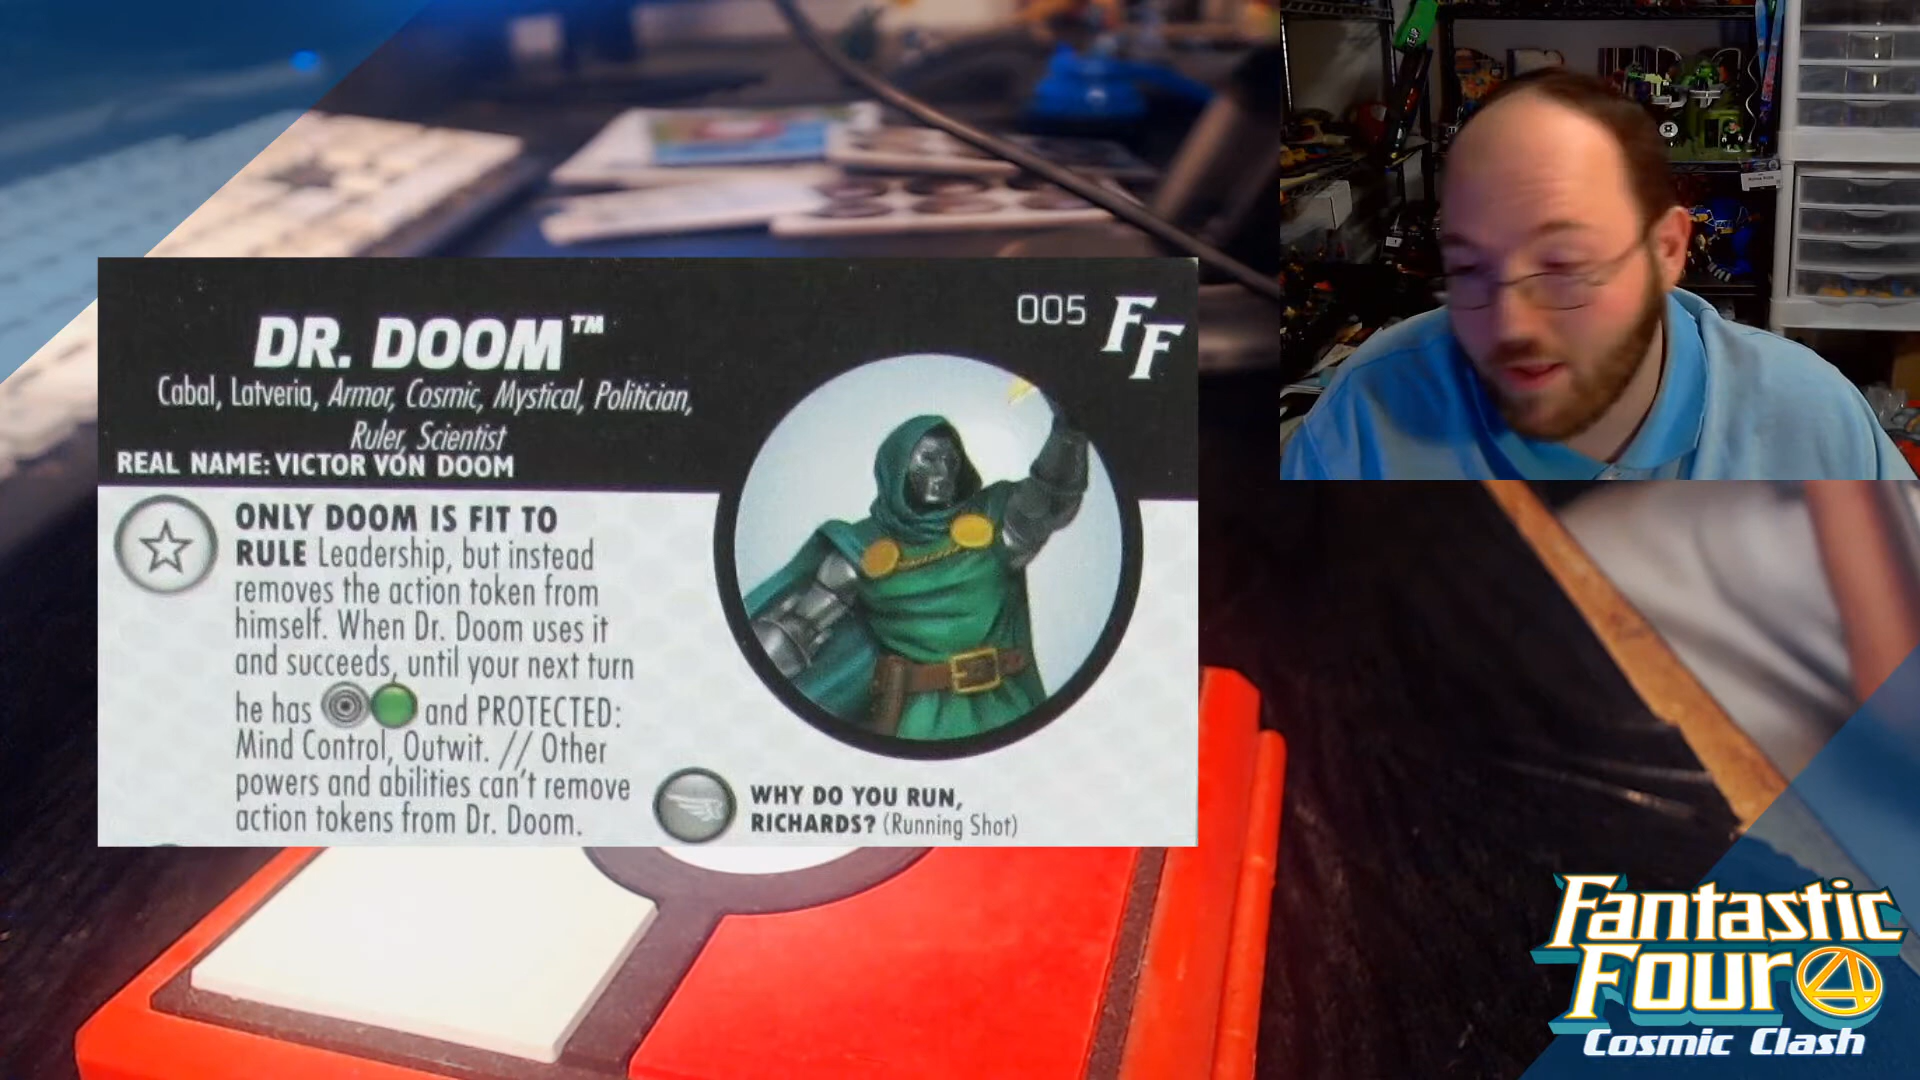 DR. DOOM™
005 FF
Cabal, Latveria, Armor, Cosmic, Mystical, Politician,
Ruler, Scientist
REAL NAME: VICTOR VON DOOM
ONLY DOOM IS FIT TO
RULE Leadership, but instead
removes the action token from
himself. When Dr. Doom uses it
and succeeds, until your next turn
he has and PROTECTED:
Mind Control, Outwit. // Other
powers and abilities can't remove
action tokens from Dr. Doom.
WHY DO YOU RUN,
RICHARDS? (Running Shot)
Fantastic
Four 4
Cosmic Clash